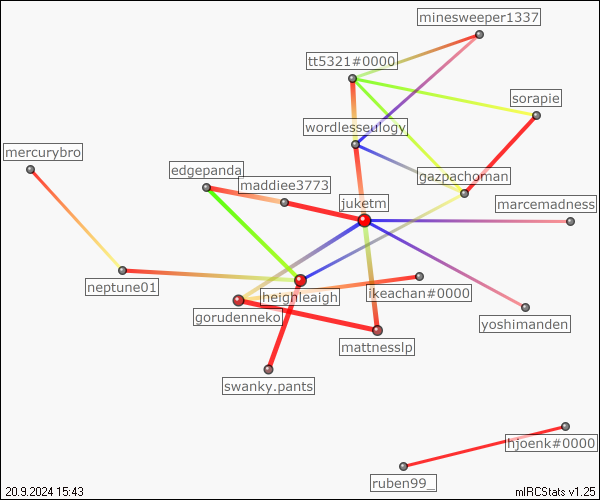 minesweeper1337
tt5321#0000
sorapie
wordlesseulogy
mercurybro
edgepanda
gazpachoman
maddiee3773
juketm
marcemadness
neptune01
heighleaigh
ikeachan#0000
gorudenneko
yoshimanden
mattnesslp
swanky.pants
hjoenk#0000
ruben99_
20.9.2024 15:43
mIRCStats v1.25